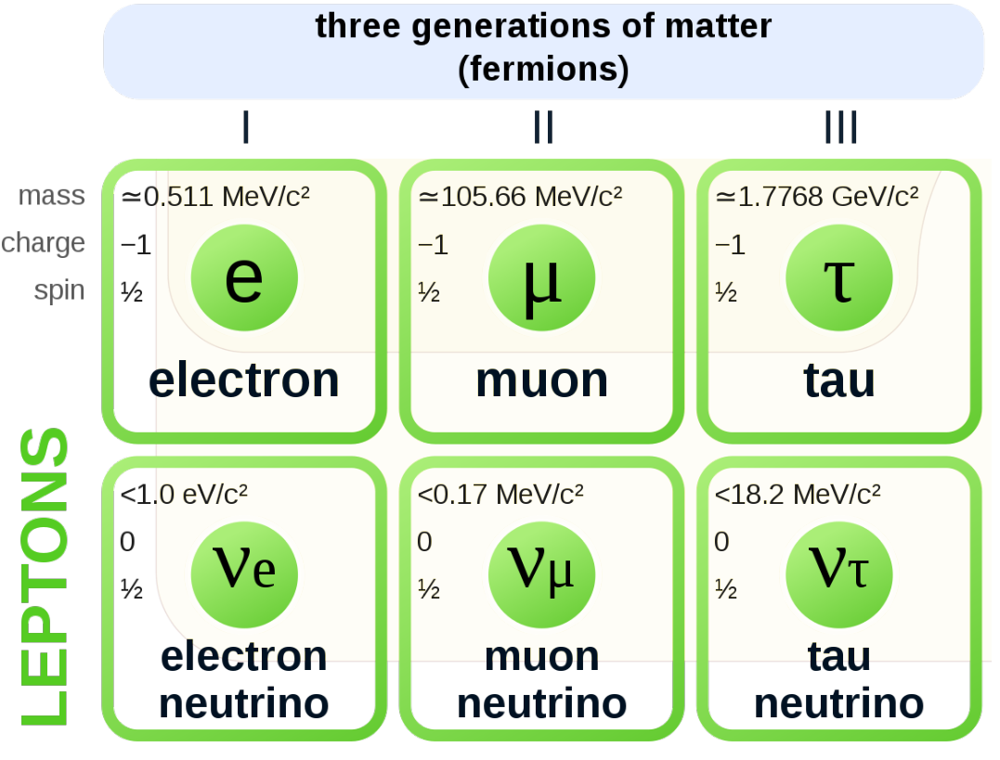 three generations of matter
(fermions)
I II III
mass
charge
spin
≃0.511 MeV/c²
−1
½
e
electron
≃105.66 MeV/c²
−1
½
μ
muon
≃1.7768 GeV/c²
−1
½
τ
tau
LEPTONS
<1.0 eV/c²
0
½
νe
electron
neutrino
<0.17 MeV/c²
0
½
νμ
muon
neutrino
<18.2 MeV/c²
0
½
ντ
tau
neutrino